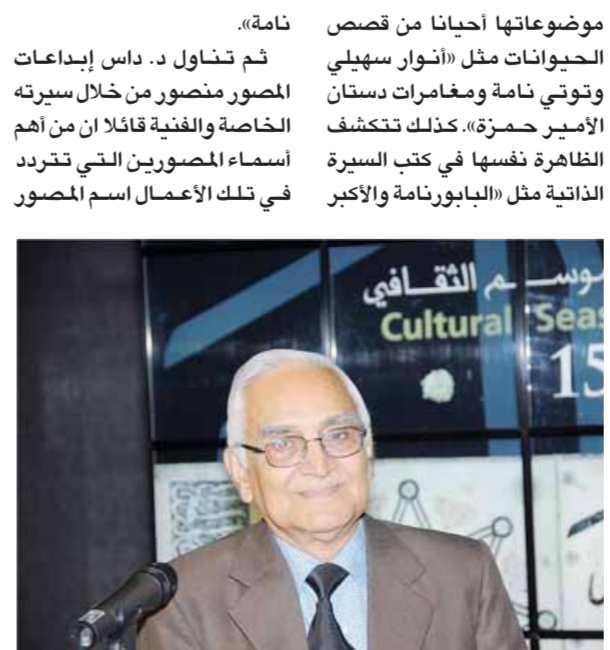 موضوعاتها أحيانا من قصص
الحيوانات مثل «أنوار سهيلي
وتوتي نامة ومغامرات دستان
الأمير حمزة». كذلك تتكشف
الظاهرة نفسها في كتب السيرة
الذاتية مثل «البابورنامة والأكبر
نامة».
ثم تناول د. داس إبداعات
المصور منصور من خلال سيرته
الخاصة والفنية قائلا ان من أهم
أسماء المصورين التي تتردد
في تلك الأعمال اسم المصور
موسم الثقافي
Cultural Seas
15